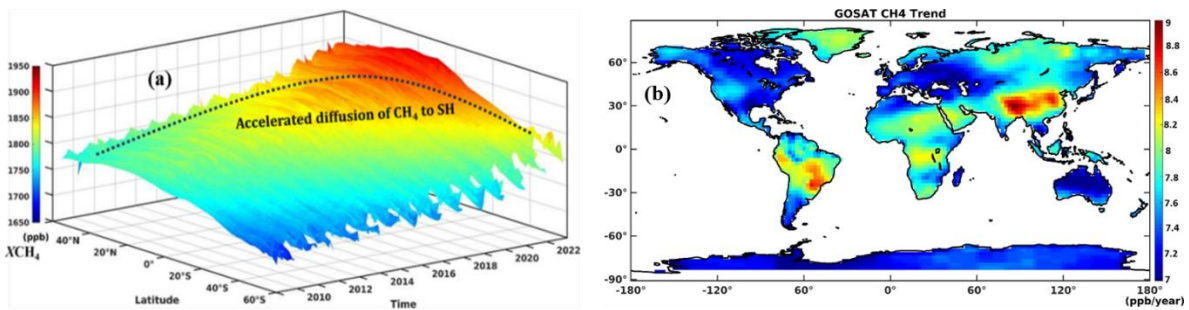 (a)
Accelerated diffusion of CH4 to SH
1950
1900
1850
1800
1750
1700
1650
(ppb)
XCH4
40°N
20°N
0°
20°S
40°S
60°S
Latitude
2010
2012
2014
2016
2018
2020
2022
Time
GOSAT CH4 Trend
(b)
60°
30°
0°
-30°
-60°
-90°
-180°
-120°
-60°
0°
60°
120°
180°
9
8.8
8.6
8.4
8.2
8
7.8
7.6
7.4
7.2
7
(ppb/year)